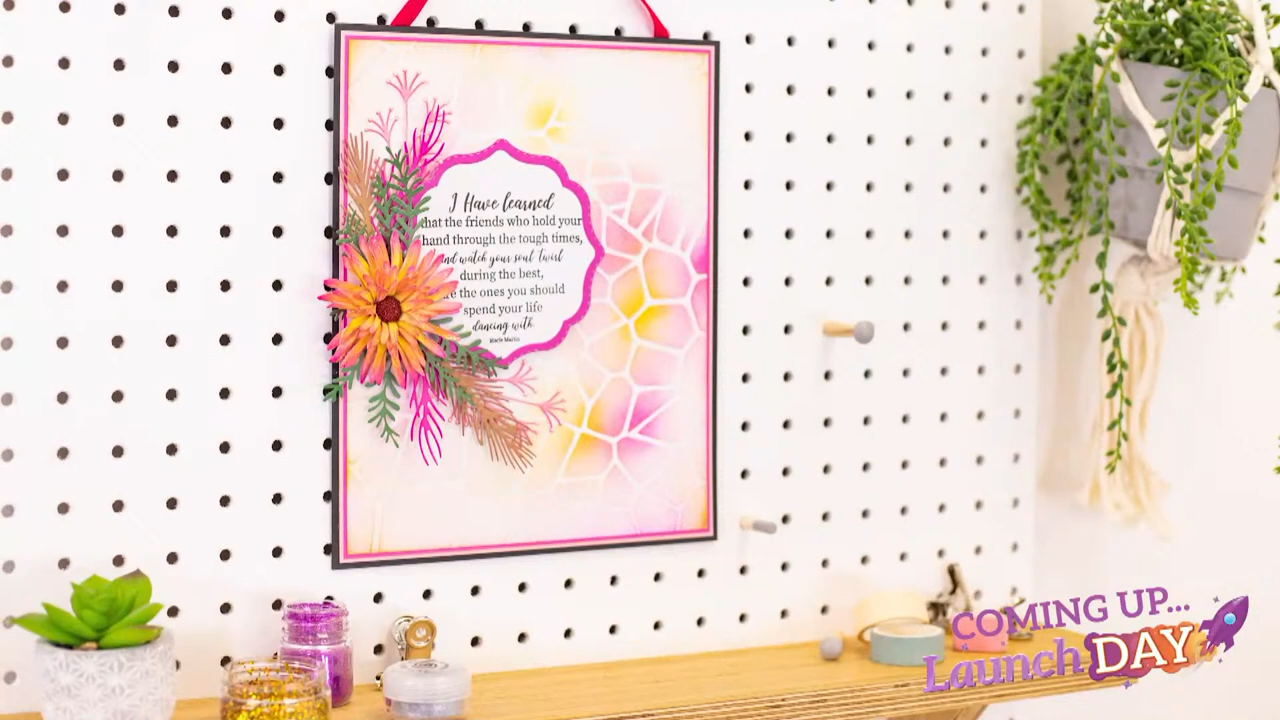 I Have learned
that the friends who hold your
hand through the tough times,
and watch your soul twirl
during the best,
are the ones you should
spend your life
dancing with.
COMING UP...
Launch DAY